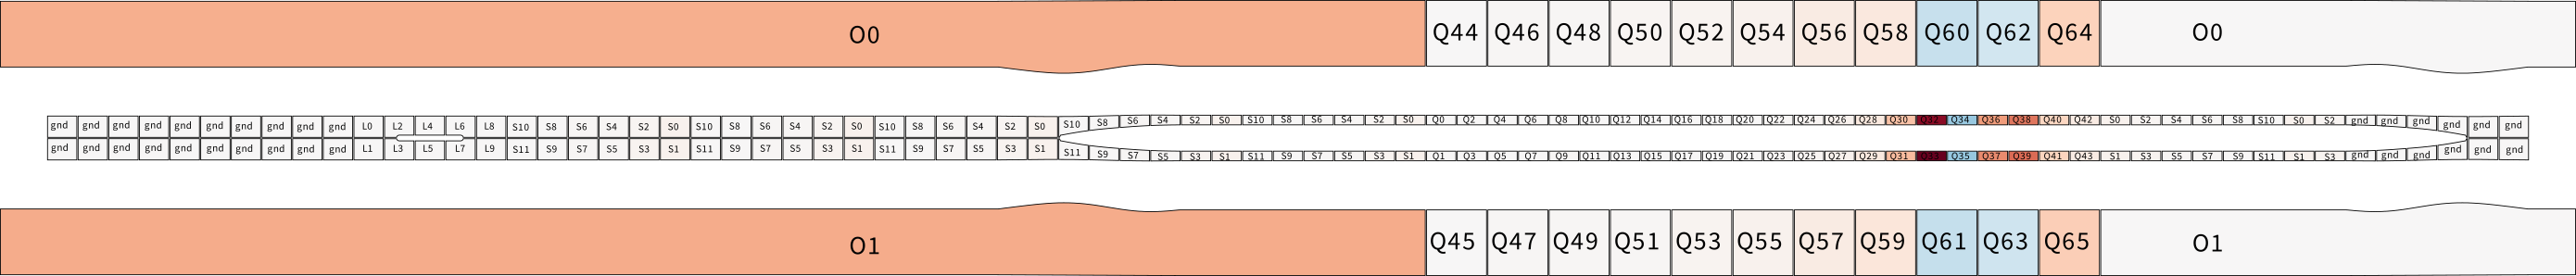 O0 Q44 Q46 Q48 Q50 Q52 Q54 Q56 Q58 Q60 Q62 Q64 O0
gnd gnd gnd gnd gnd gnd gnd gnd gnd gnd L0 L2 L4 L6 L8 S10 S8 S6 S4 S2 S0 S10 S8 S6 S4 S2 S0 S10 S8 S6 S4 S2 S0 S10 S8 S6 S4 S2 S0 S10 S8 S6 S4 S2 S0 Q0 Q2 Q4 Q6 Q8 Q10 Q12 Q14 Q16 Q18 Q20 Q22 Q24 Q26 Q28 Q30 Q32 Q34 Q36 Q38 Q40 Q42 S0 S2 S4 S6 S8 S10 S0 S2 gnd gnd gnd gnd gnd gnd
gnd gnd gnd gnd gnd gnd gnd gnd gnd gnd L1 L3 L5 L7 L9 S11 S9 S7 S5 S3 S1 S11 S9 S7 S5 S3 S1 S11 S9 S7 S5 S3 S1 S11 S9 S7 S5 S3 S1 S11 S9 S7 S5 S3 S1 Q1 Q3 Q5 Q7 Q9 Q11 Q13 Q15 Q17 Q19 Q21 Q23 Q25 Q27 Q29 Q31 Q33 Q35 Q37 Q39 Q41 Q43 S1 S3 S5 S7 S9 S11 S1 S3 gnd gnd gnd gnd gnd gnd
O1 Q45 Q47 Q49 Q51 Q53 Q55 Q57 Q59 Q61 Q63 Q65 O1